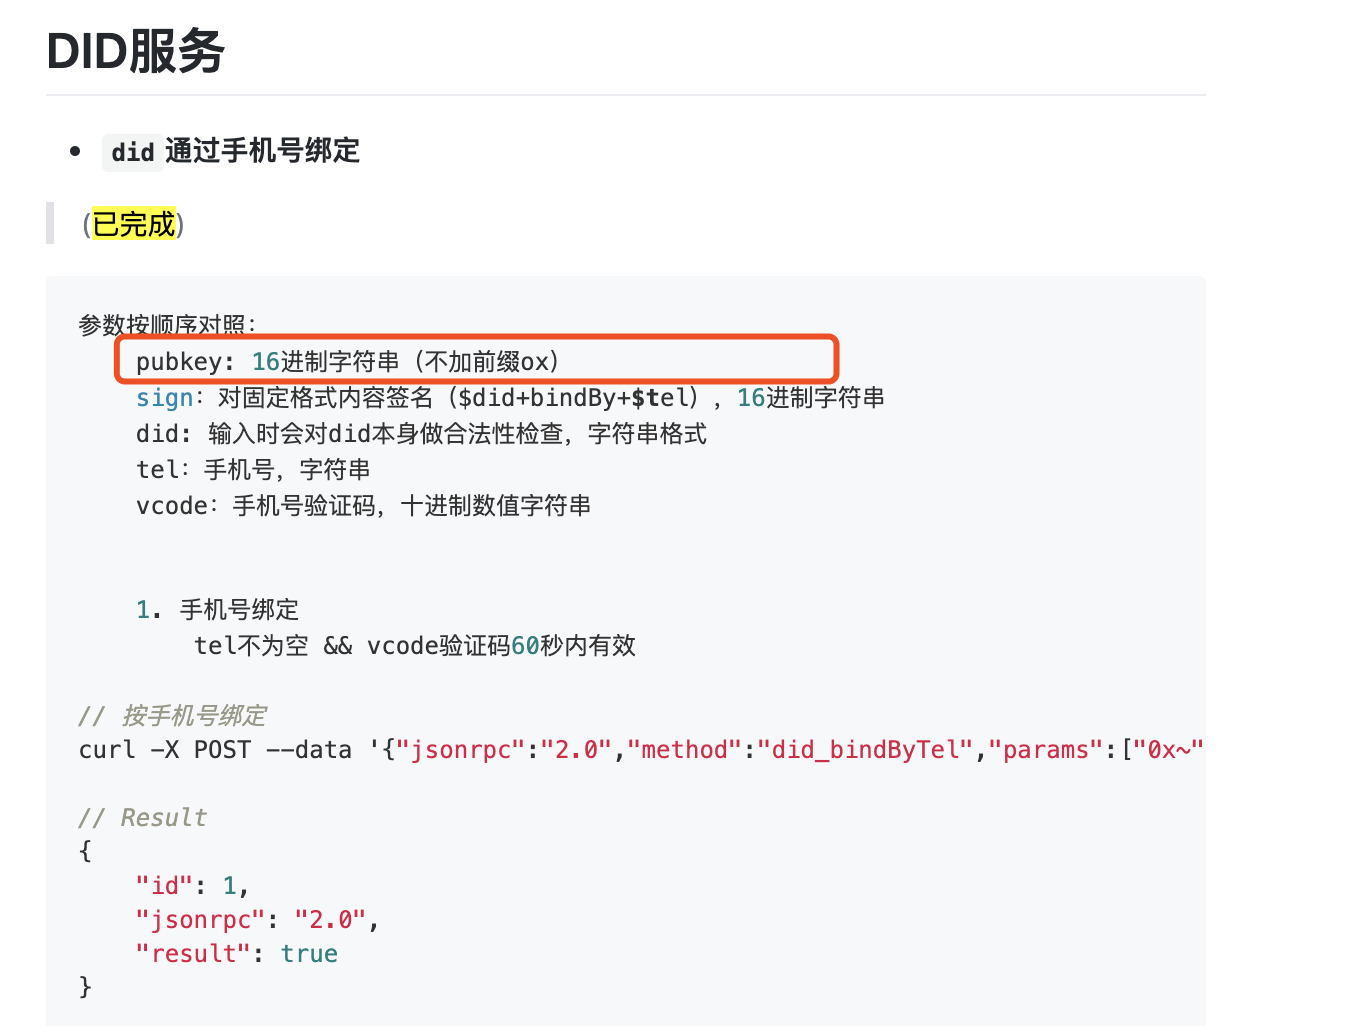 DID服务
did通过手机号绑定
(已完成)
参数按顺序对照:
pubkey: 16进制字符串（不加前缀ox）
sign: 对固定格式内容签名（$did+bindBy+$tel）, 16进制字符串
did: 输入时会对did本身做合法性检查，字符串格式
tel: 手机号，字符串
vcode: 手机号验证码，十进制数值字符串
1. 手机号绑定
tel不为空 && vcode验证码60秒内有效
// 按手机号绑定
curl -X POST --data '{"jsonrpc":"2.0","method":"did_bindByTel","params":["0x~"
// Result
{
"id": 1,
"jsonrpc": "2.0",
"result": true
}